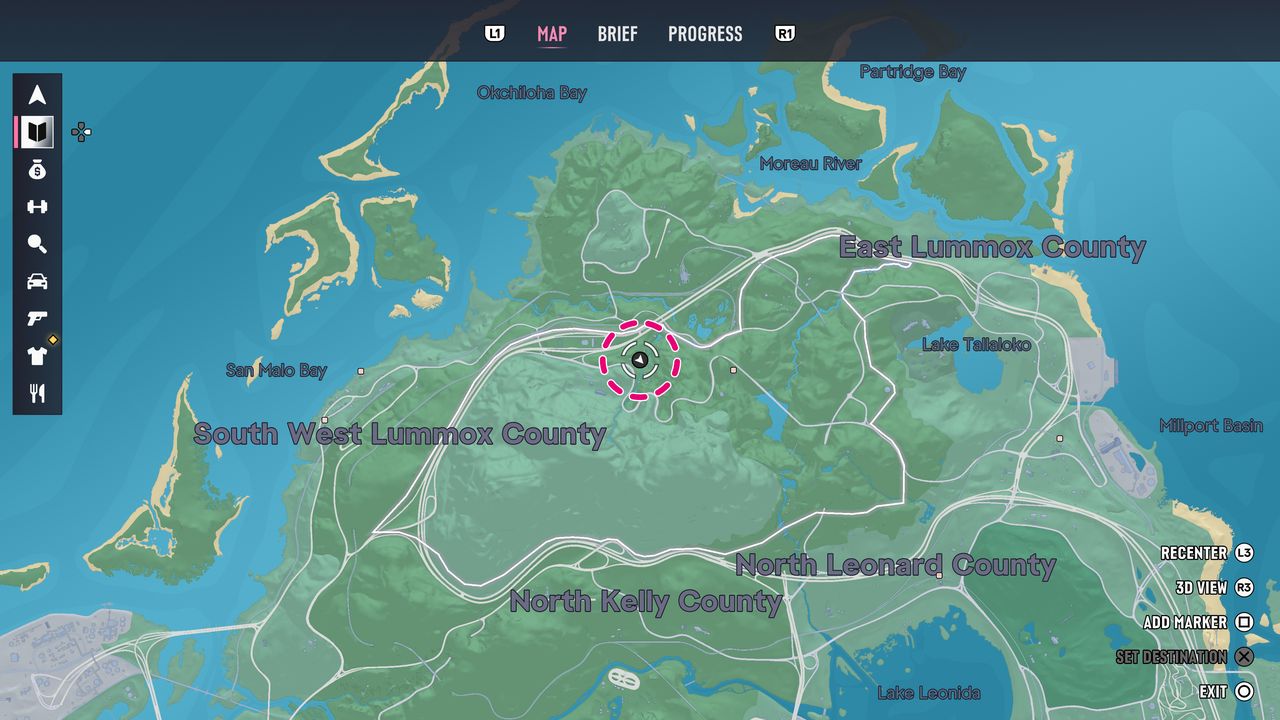 L1 MAP BRIEF PROGRESS R1
Partridge Bay
Okchiloha Bay
Moreau River
East Lummox County
Lake Tallaloko
San Malo Bay
South West Lummox County
Millport Basin
North Leonard County
North Kelly County
Lake Leonida
RECENTER L3
3D VIEW R3
ADD MARKER
SET DESTINATION
EXIT